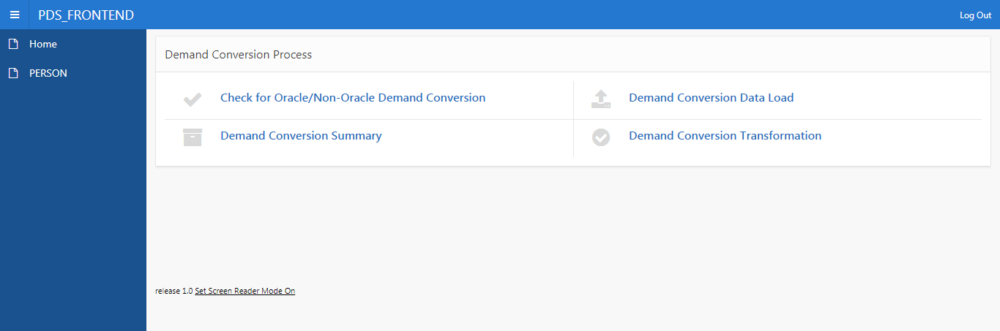 PDS_FRONTEND
Log Out
Home
PERSON
Demand Conversion Process
Check for Oracle/Non-Oracle Demand Conversion
Demand Conversion Data Load
Demand Conversion Summary
Demand Conversion Transformation
release 1.0 Set Screen Reader Mode On